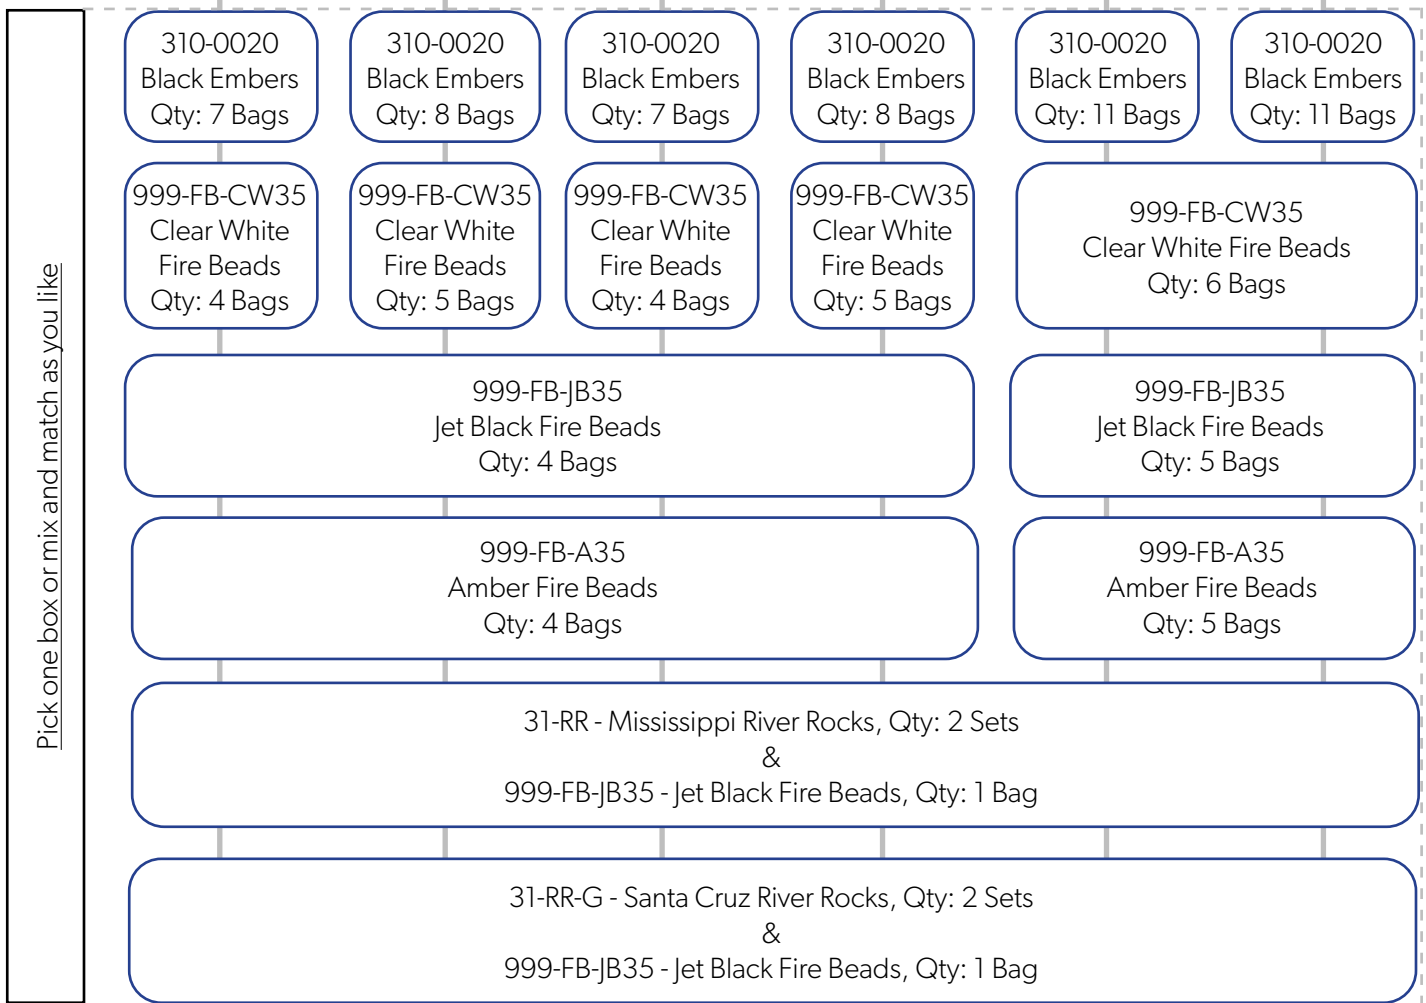 Pick one box or mix and match as you like
310-0020
Black Embers
Qty: 7 Bags
310-0020
Black Embers
Qty: 8 Bags
310-0020
Black Embers
Qty: 7 Bags
310-0020
Black Embers
Qty: 8 Bags
310-0020
Black Embers
Qty: 11 Bags
310-0020
Black Embers
Qty: 11 Bags
999-FB-CW35
Clear White
Fire Beads
Qty: 4 Bags
999-FB-CW35
Clear White
Fire Beads
Qty: 5 Bags
999-FB-CW35
Clear White
Fire Beads
Qty: 4 Bags
999-FB-CW35
Clear White
Fire Beads
Qty: 5 Bags
999-FB-CW35
Clear White Fire Beads
Qty: 6 Bags
999-FB-JB35
Jet Black Fire Beads
Qty: 4 Bags
999-FB-JB35
Jet Black Fire Beads
Qty: 5 Bags
999-FB-A35
Amber Fire Beads
Qty: 4 Bags
999-FB-A35
Amber Fire Beads
Qty: 5 Bags
31-RR - Mississippi River Rocks, Qty: 2 Sets
&
999-FB-JB35 - Jet Black Fire Beads, Qty: 1 Bag
31-RR-G - Santa Cruz River Rocks, Qty: 2 Sets
&
999-FB-JB35 - Jet Black Fire Beads, Qty: 1 Bag